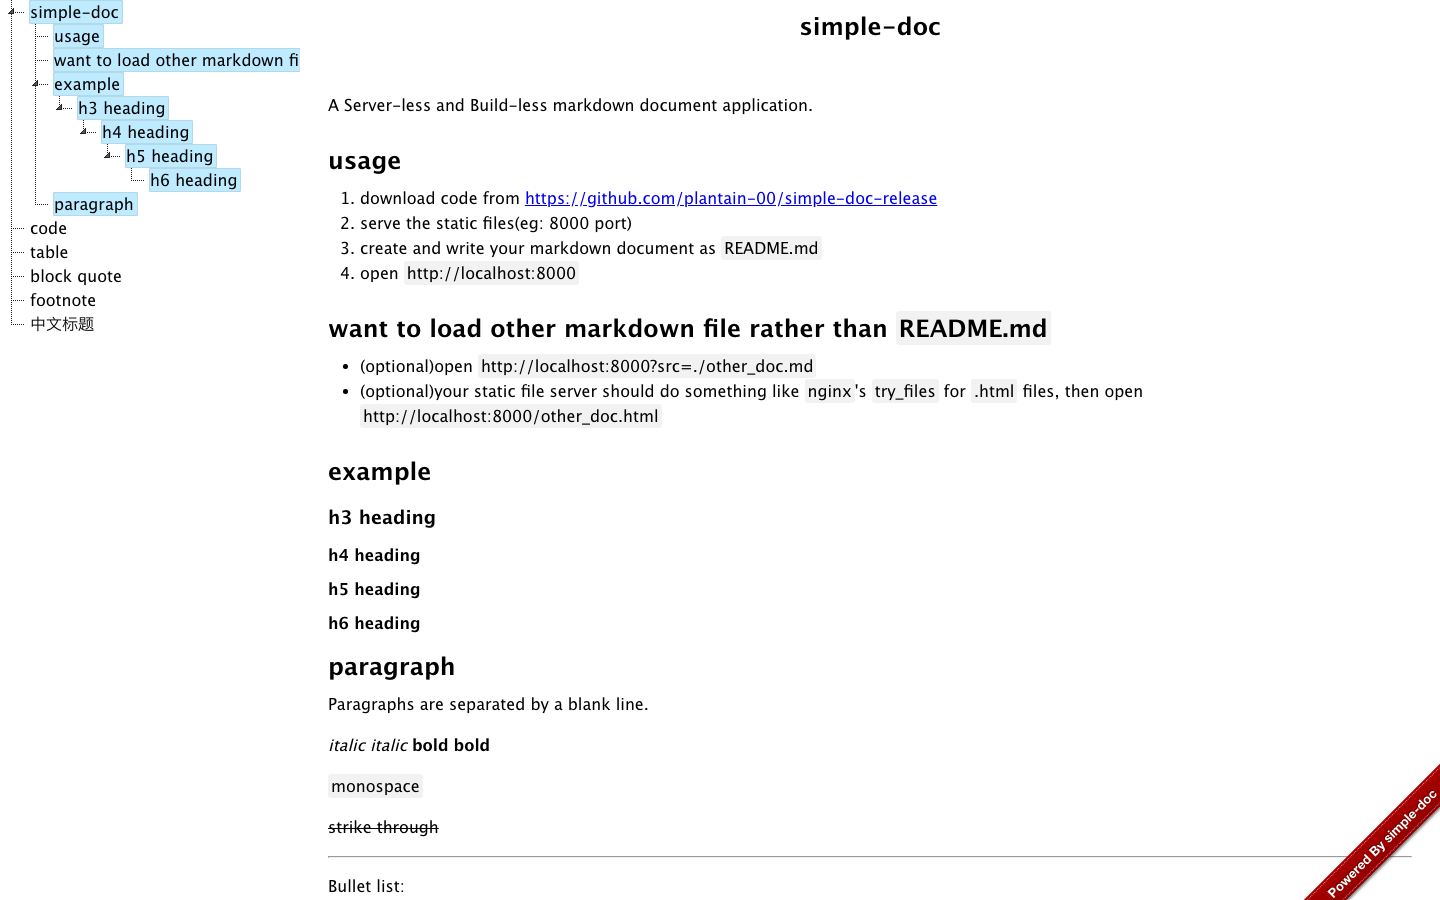 simple-doc
usage
want to load other markdown fi
example
h3 heading
h4 heading
h5 heading
h6 heading
paragraph
code
table
block quote
footnote
中文标题
simple-doc
A Server-less and Build-less markdown document application.
usage
1. download code from https://github.com/plantain-00/simple-doc-release
2. serve the static files(eg: 8000 port)
3. create and write your markdown document as README.md
4. open http://localhost:8000
want to load other markdown file rather than README.md
• (optional)open http://localhost:8000?src=./other_doc.md
• (optional)your static file server should do something like nginx's try_files for .html files, then open
http://localhost:8000/other_doc.html
example
h3 heading
h4 heading
h5 heading
h6 heading
paragraph
Paragraphs are separated by a blank line.
italic italic bold bold
monospace
strike through
Bullet list:
Powered By simple-doc